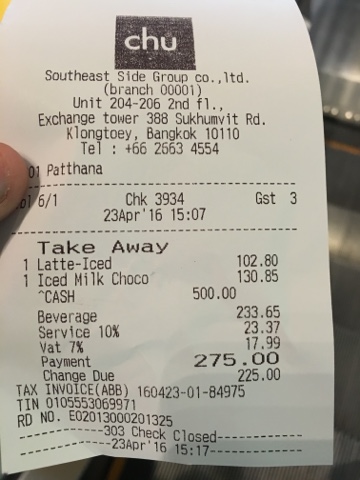 chu
Southeast Side Group co.,ltd.
(branch 00001)
Unit 204-206 2nd fl.,
Exchange tower 388 Sukhumvit Rd.
Klongtoey, Bangkok 10110
Tel : +66 2663 4554
01 Patthana
6/1 Chk 3934 Gst 3
23Apr'16 15:07
Take Away
1 Latte-Iced 102.80
1 Iced Milk Choco 130.85
^CASH 500.00
Beverage 233.65
Service 10% 23.37
Vat 7% 17.99
Payment 275.00
Change Due 225.00
TAX INVOICE(ABB) 160423-01-84975
TIN 0105553069971
RD NO. E02013000201325
----------303 Check Closed----------
----------23Apr'16 15:17----------